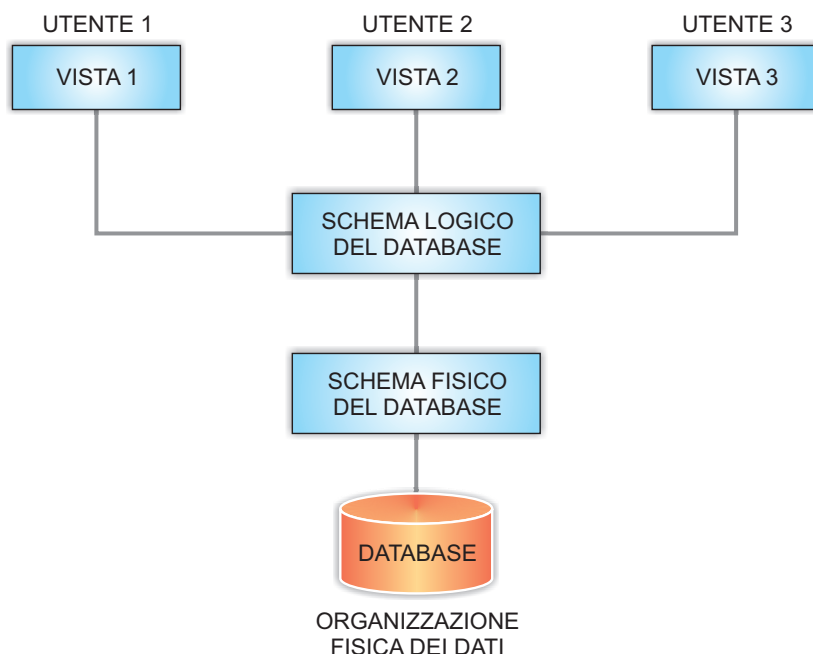 UTENTE 1 UTENTE 2 UTENTE 3
VISTA 1 VISTA 2 VISTA 3
SCHEMA LOGICO
DEL DATABASE
SCHEMA FISICO
DEL DATABASE
DATABASE
ORGANIZZAZIONE
FISICA DEI DATI